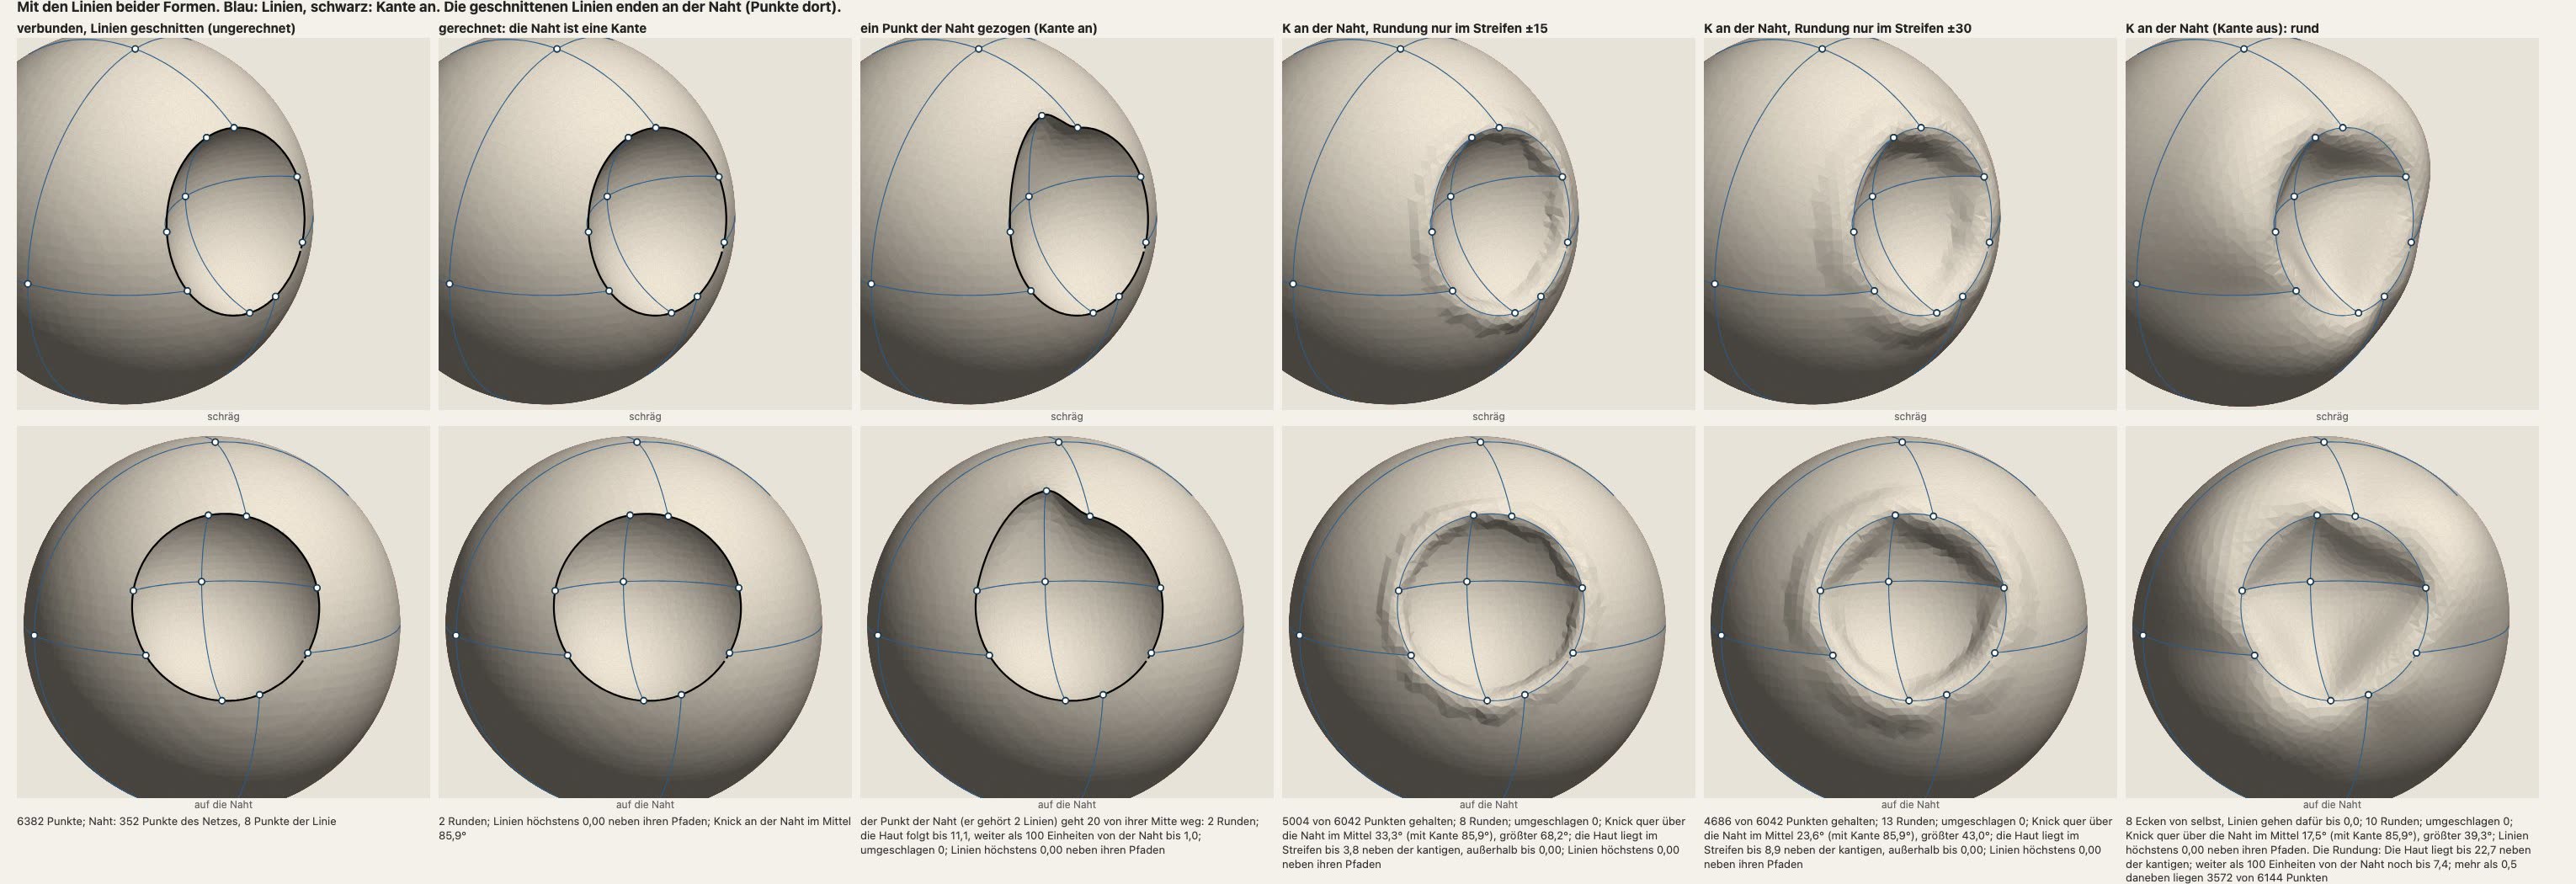 Mit den Linien beider Formen. Blau: Linien, schwarz: Kante an. Die geschnittenen Linien enden an der Naht (Punkte dort).
verbunden, Linien geschnitten (ungerechnet)
gerechnet: die Naht ist eine Kante
ein Punkt der Naht gezogen (Kante an)
K an der Naht, Rundung nur im Streifen ±15
K an der Naht, Rundung nur im Streifen ±30
K an der Naht (Kante aus): rund
schräg
schräg
schräg
schräg
schräg
schräg
auf die Naht
auf die Naht
auf die Naht
auf die Naht
auf die Naht
auf die Naht
6382 Punkte; Naht: 352 Punkte des Netzes, 8 Punkte der Linie
2 Runden; Linien höchstens 0,00 neben ihren Pfaden; Knick an der Naht im Mittel
85,9°
der Punkt der Naht (er gehört 2 Linien) geht 20 von ihrer Mitte weg: 2 Runden;
die Haut folgt bis 11,1, weiter als 100 Einheiten von der Naht bis 1,0;
umgeschlagen 0; Linien höchstens 0,00 neben ihren Pfaden
5004 von 6042 Punkten gehalten; 8 Runden; umgeschlagen 0; Knick quer über
die Naht im Mittel 33,3° (mit Kante 85,9°), größter 68,2°; die Haut liegt im
Streifen bis 3,8 neben der kantigen, außerhalb bis 0,00; Linien höchstens 0,00
neben ihren Pfaden
4686 von 6042 Punkten gehalten; 13 Runden; umgeschlagen 0; Knick quer über
die Naht im Mittel 23,6° (mit Kante 85,9°), größter 43,0°; die Haut liegt im
Streifen bis 8,9 neben der kantigen, außerhalb bis 0,00; Linien höchstens 0,00
neben ihren Pfaden
8 Ecken von selbst, Linien gehen dafür bis 0,0; 10 Runden; umgeschlagen 0;
Knick quer über die Naht im Mittel 17,5° (mit Kante 85,9°), größter 39,3°; Linien
höchstens 0,00 neben ihren Pfaden. Die Rundung: Die Haut liegt bis 22,7 neben
der kantigen; weiter als 100 Einheiten von der Naht noch bis 7,4; mehr als 0,5
daneben liegen 3572 von 6144 Punkten